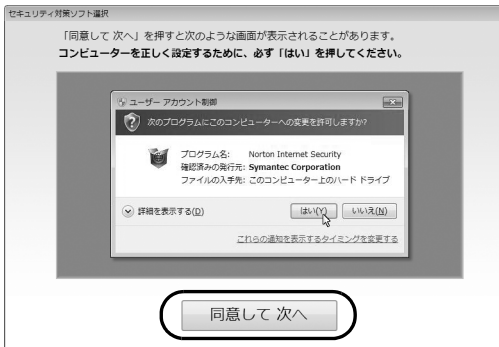 セキュリティ対策ソフト選択
「同意して 次へ」を押すと次のような画面が表示されることがあります。
コンピューターを正しく設定するために、必ず「はい」を押してください。
ユーザー アカウント制御
次のプログラムにこのコンピューターへの変更を許可しますか?
プログラム名: Norton Internet Security
確認済みの発行元: Symantec Corporation
ファイルの入手先: このコンピューター上のハード ドライブ
詳細を表示する(D) はい(Y) いいえ(N)
これらの通知を表示するタイミングを変更する
同意して 次へ